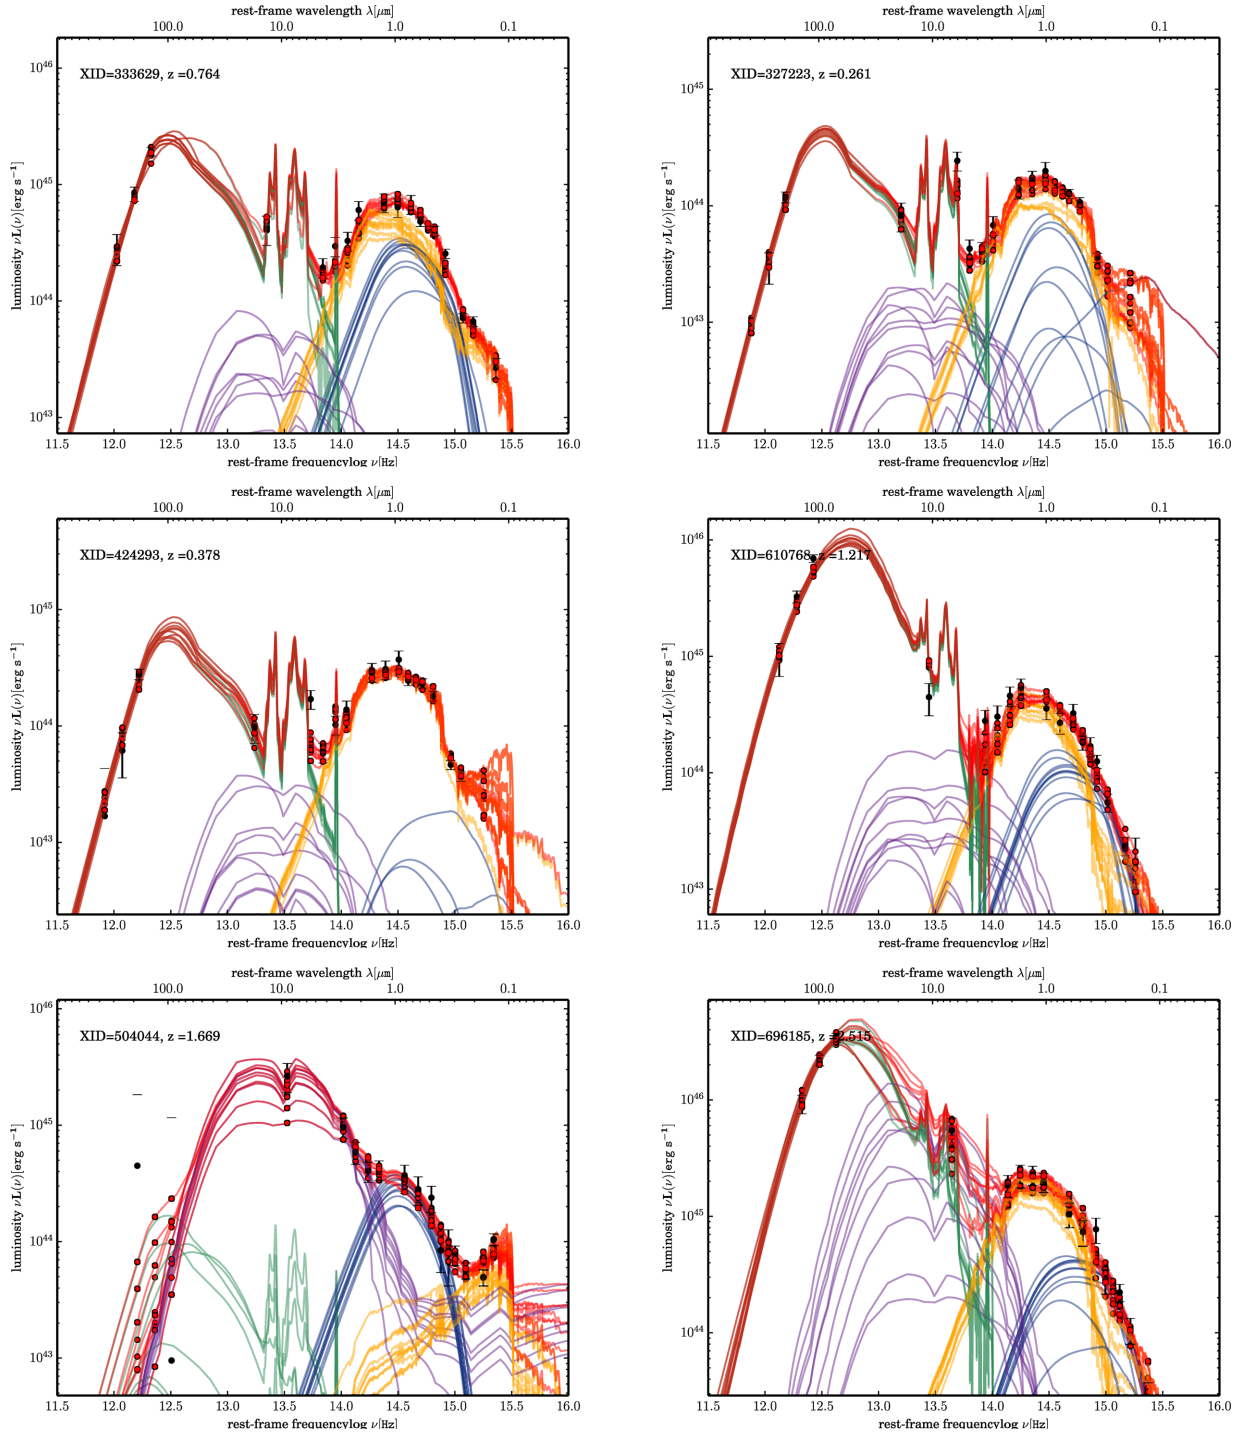 rest-frame wavelength λ[μm]
100.0 10.0 1.0 0.1
10^46
XID=333629, z =0.764
10^45
luminosity νL(ν)[erg s^−1]
10^44
10^43
11.5 12.0 12.5 13.0 13.5 14.0 14.5 15.0 15.5 16.0
rest-frame frequencylog ν[Hz]
rest-frame wavelength λ[μm]
100.0 10.0 1.0 0.1
10^45
XID=327223, z =0.261
10^44
luminosity νL(ν)[erg s^−1]
10^43
11.5 12.0 12.5 13.0 13.5 14.0 14.5 15.0 15.5 16.0
rest-frame frequencylog ν[Hz]
rest-frame wavelength λ[μm]
100.0 10.0 1.0 0.1
XID=424293, z =0.378
10^45
luminosity νL(ν)[erg s^−1]
10^44
10^43
11.5 12.0 12.5 13.0 13.5 14.0 14.5 15.0 15.5 16.0
rest-frame frequencylog ν[Hz]
rest-frame wavelength λ[μm]
100.0 10.0 1.0 0.1
10^46
XID=610768, z =1.217
10^45
luminosity νL(ν)[erg s^−1]
10^44
10^43
11.5 12.0 12.5 13.0 13.5 14.0 14.5 15.0 15.5 16.0
rest-frame frequencylog ν[Hz]
rest-frame wavelength λ[μm]
100.0 10.0 1.0 0.1
10^46
XID=504044, z =1.669
10^45
luminosity νL(ν)[erg s^−1]
10^44
10^43
11.5 12.0 12.5 13.0 13.5 14.0 14.5 15.0 15.5 16.0
rest-frame frequencylog ν[Hz]
rest-frame wavelength λ[μm]
100.0 10.0 1.0 0.1
XID=696185, z =2.515
10^46
luminosity νL(ν)[erg s^−1]
10^45
10^44
11.5 12.0 12.5 13.0 13.5 14.0 14.5 15.0 15.5 16.0
rest-frame frequencylog ν[Hz]